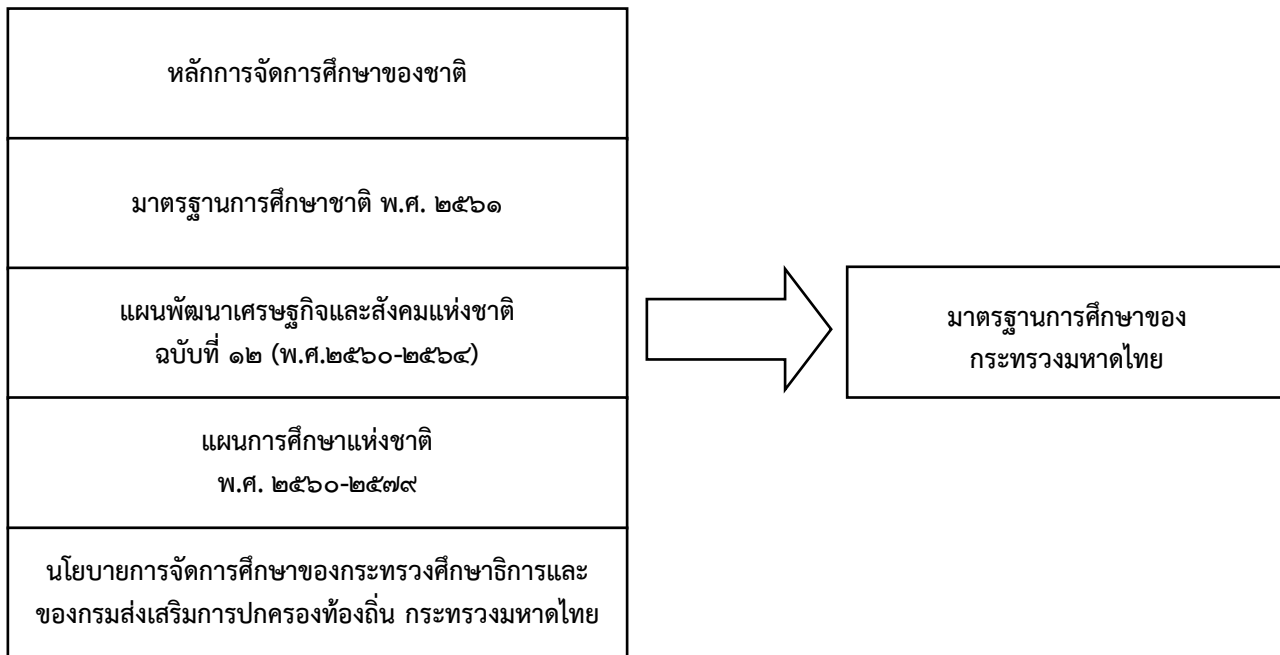 หลักการจัดการศึกษาของชาติ
มาตรฐานการศึกษาชาติ พ.ศ. ๒๕๖๑
แผนพัฒนาเศรษฐกิจและสังคมแห่งชาติ
ฉบับที่ ๑๒ (พ.ศ.๒๕๖๐-๒๕๖๔)
แผนการศึกษาแห่งชาติ
พ.ศ. ๒๕๖๐-๒๕๗๙
นโยบายการจัดการศึกษาของกระทรวงศึกษาธิการและ
ของกรมส่งเสริมการปกครองท้องถิ่น กระทรวงมหาดไทย
มาตรฐานการศึกษาของ
กระทรวงมหาดไทย